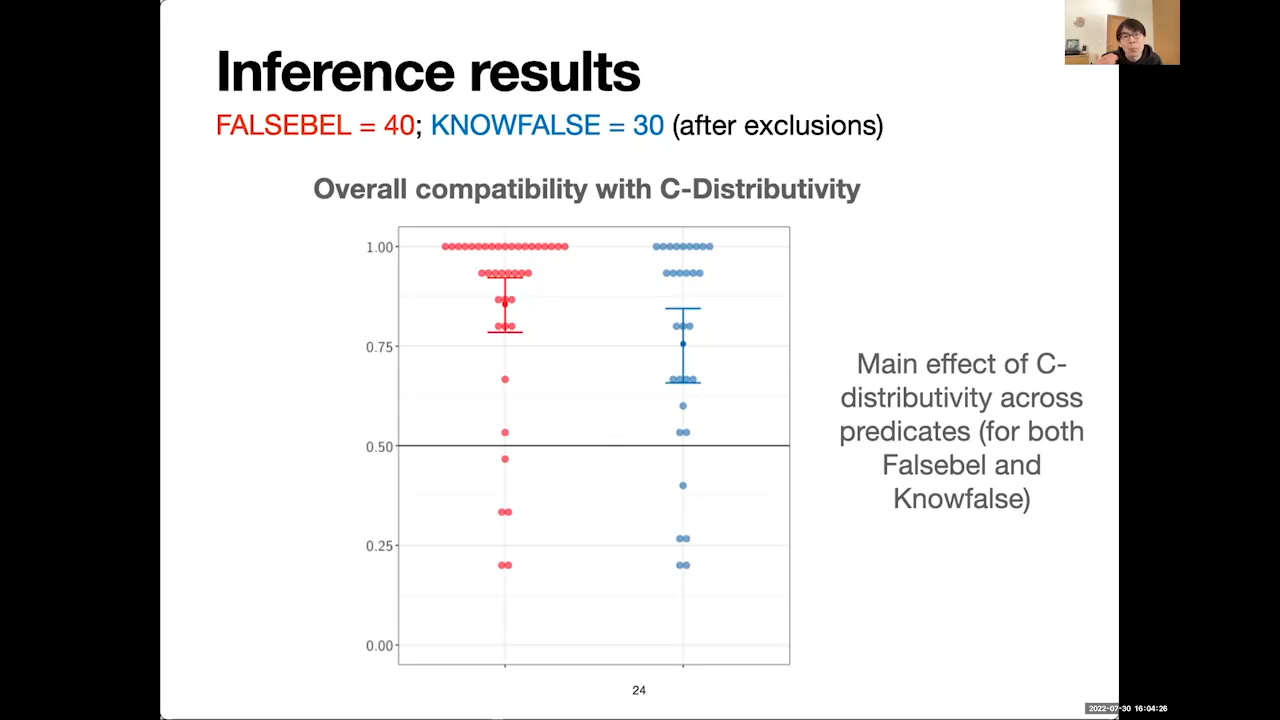 Inference results
FALSEBEL = 40; KNOWFALSE = 30 (after exclusions)
Overall compatibility with C-Distributivity
1.00
0.75
0.50
0.25
0.00
Main effect of C-
distributivity across
predicates (for both
Falsebel and
Knowfalse)
24
2022-07-30 16:04:26